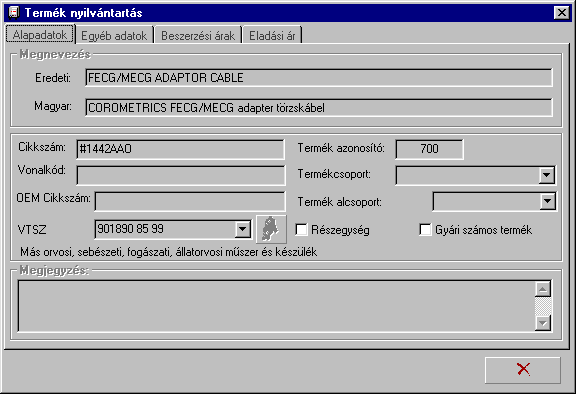 Termék nyilvántartás
Alapadatok Egyéb adatok Beszerzési árak Eladási ár
Megnevezés
Eredeti: FECG/MECG ADAPTOR CABLE
Magyar: COROMETRICS FECG/MECG adapter törzskábel
Cikkszám: #1442AAO Termék azonosító: 700
Vonalkód: Termékcsoport:
OEM Cikkszám: Termék alcsoport:
VTSZ 901890 85 99 Részegység Gyári számos termék
Más orvosi, sebészeti, fogászati, állatorvosi műszer és készülék
Megjegyzés: